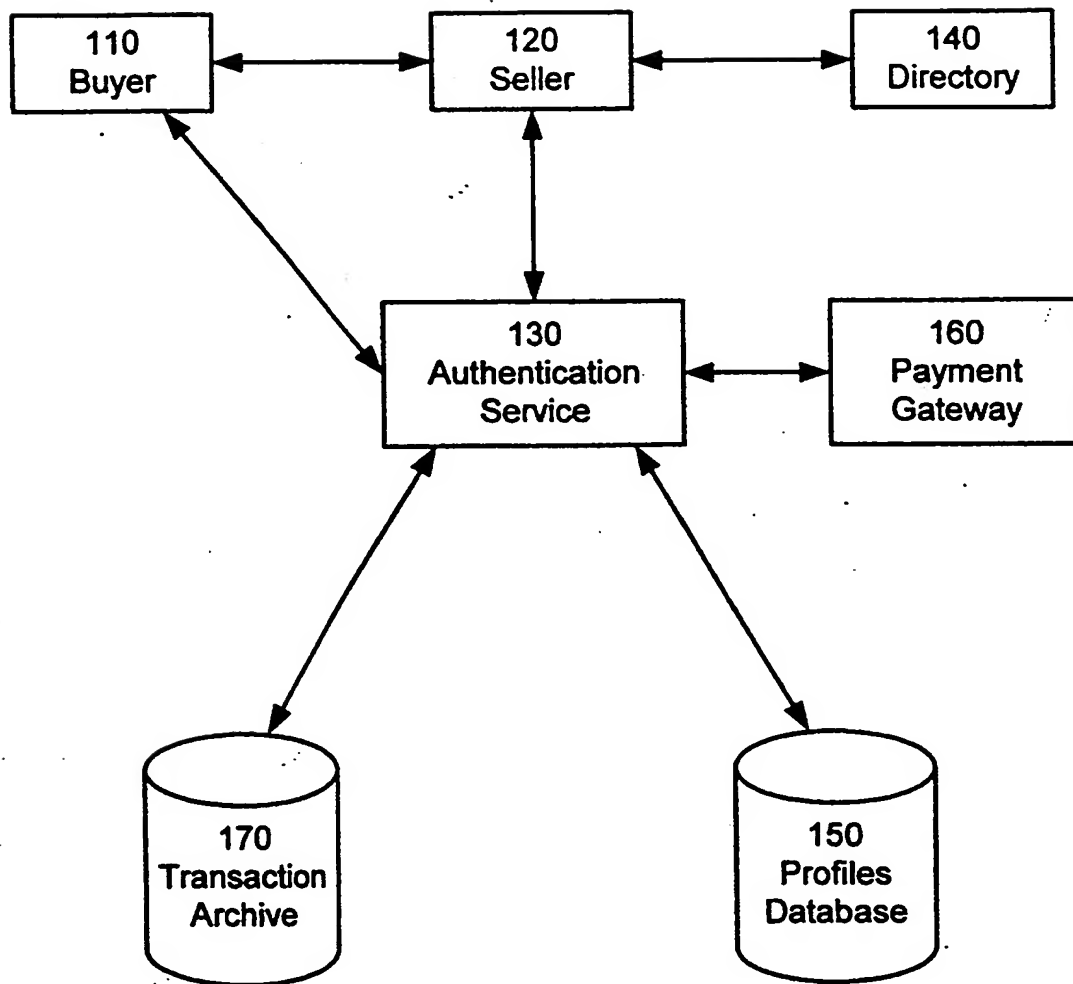 110
Buyer
120
Seller
140
Directory
130
Authentication
Service
160
Payment
Gateway
170
Transaction
Archive
150
Profiles
Database